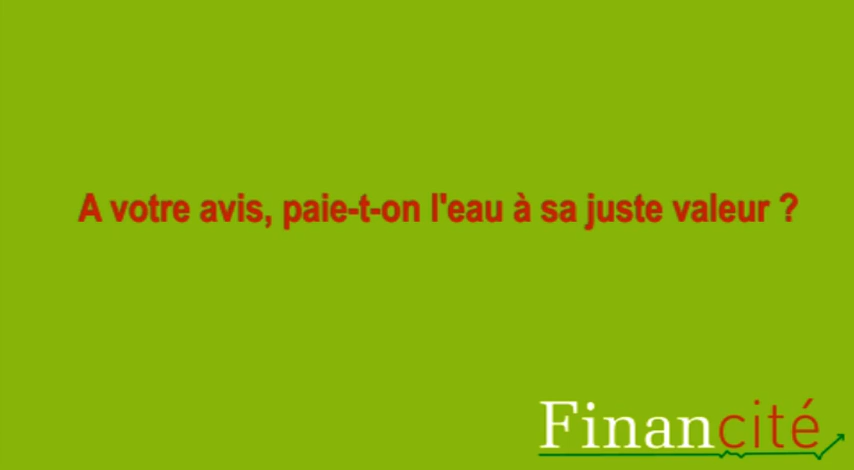 A votre avis, paie-t-on l'eau à sa juste valeur ?
Financité